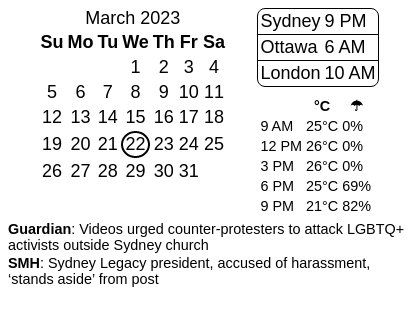 March 2023
Su Mo Tu We Th Fr Sa
1 2 3 4
5 6 7 8 9 10 11
12 13 14 15 16 17 18
19 20 21 22 23 24 25
26 27 28 29 30 31
Sydney 9 PM
Ottawa 6 AM
London 10 AM
°C ☂
9 AM 25°C 0%
12 PM 26°C 0%
3 PM 26°C 0%
6 PM 25°C 69%
9 PM 21°C 82%
Guardian: Videos urged counter-protesters to attack LGBTQ+
activists outside Sydney church
SMH: Sydney Legacy president, accused of harassment,
‘stands aside’ from post